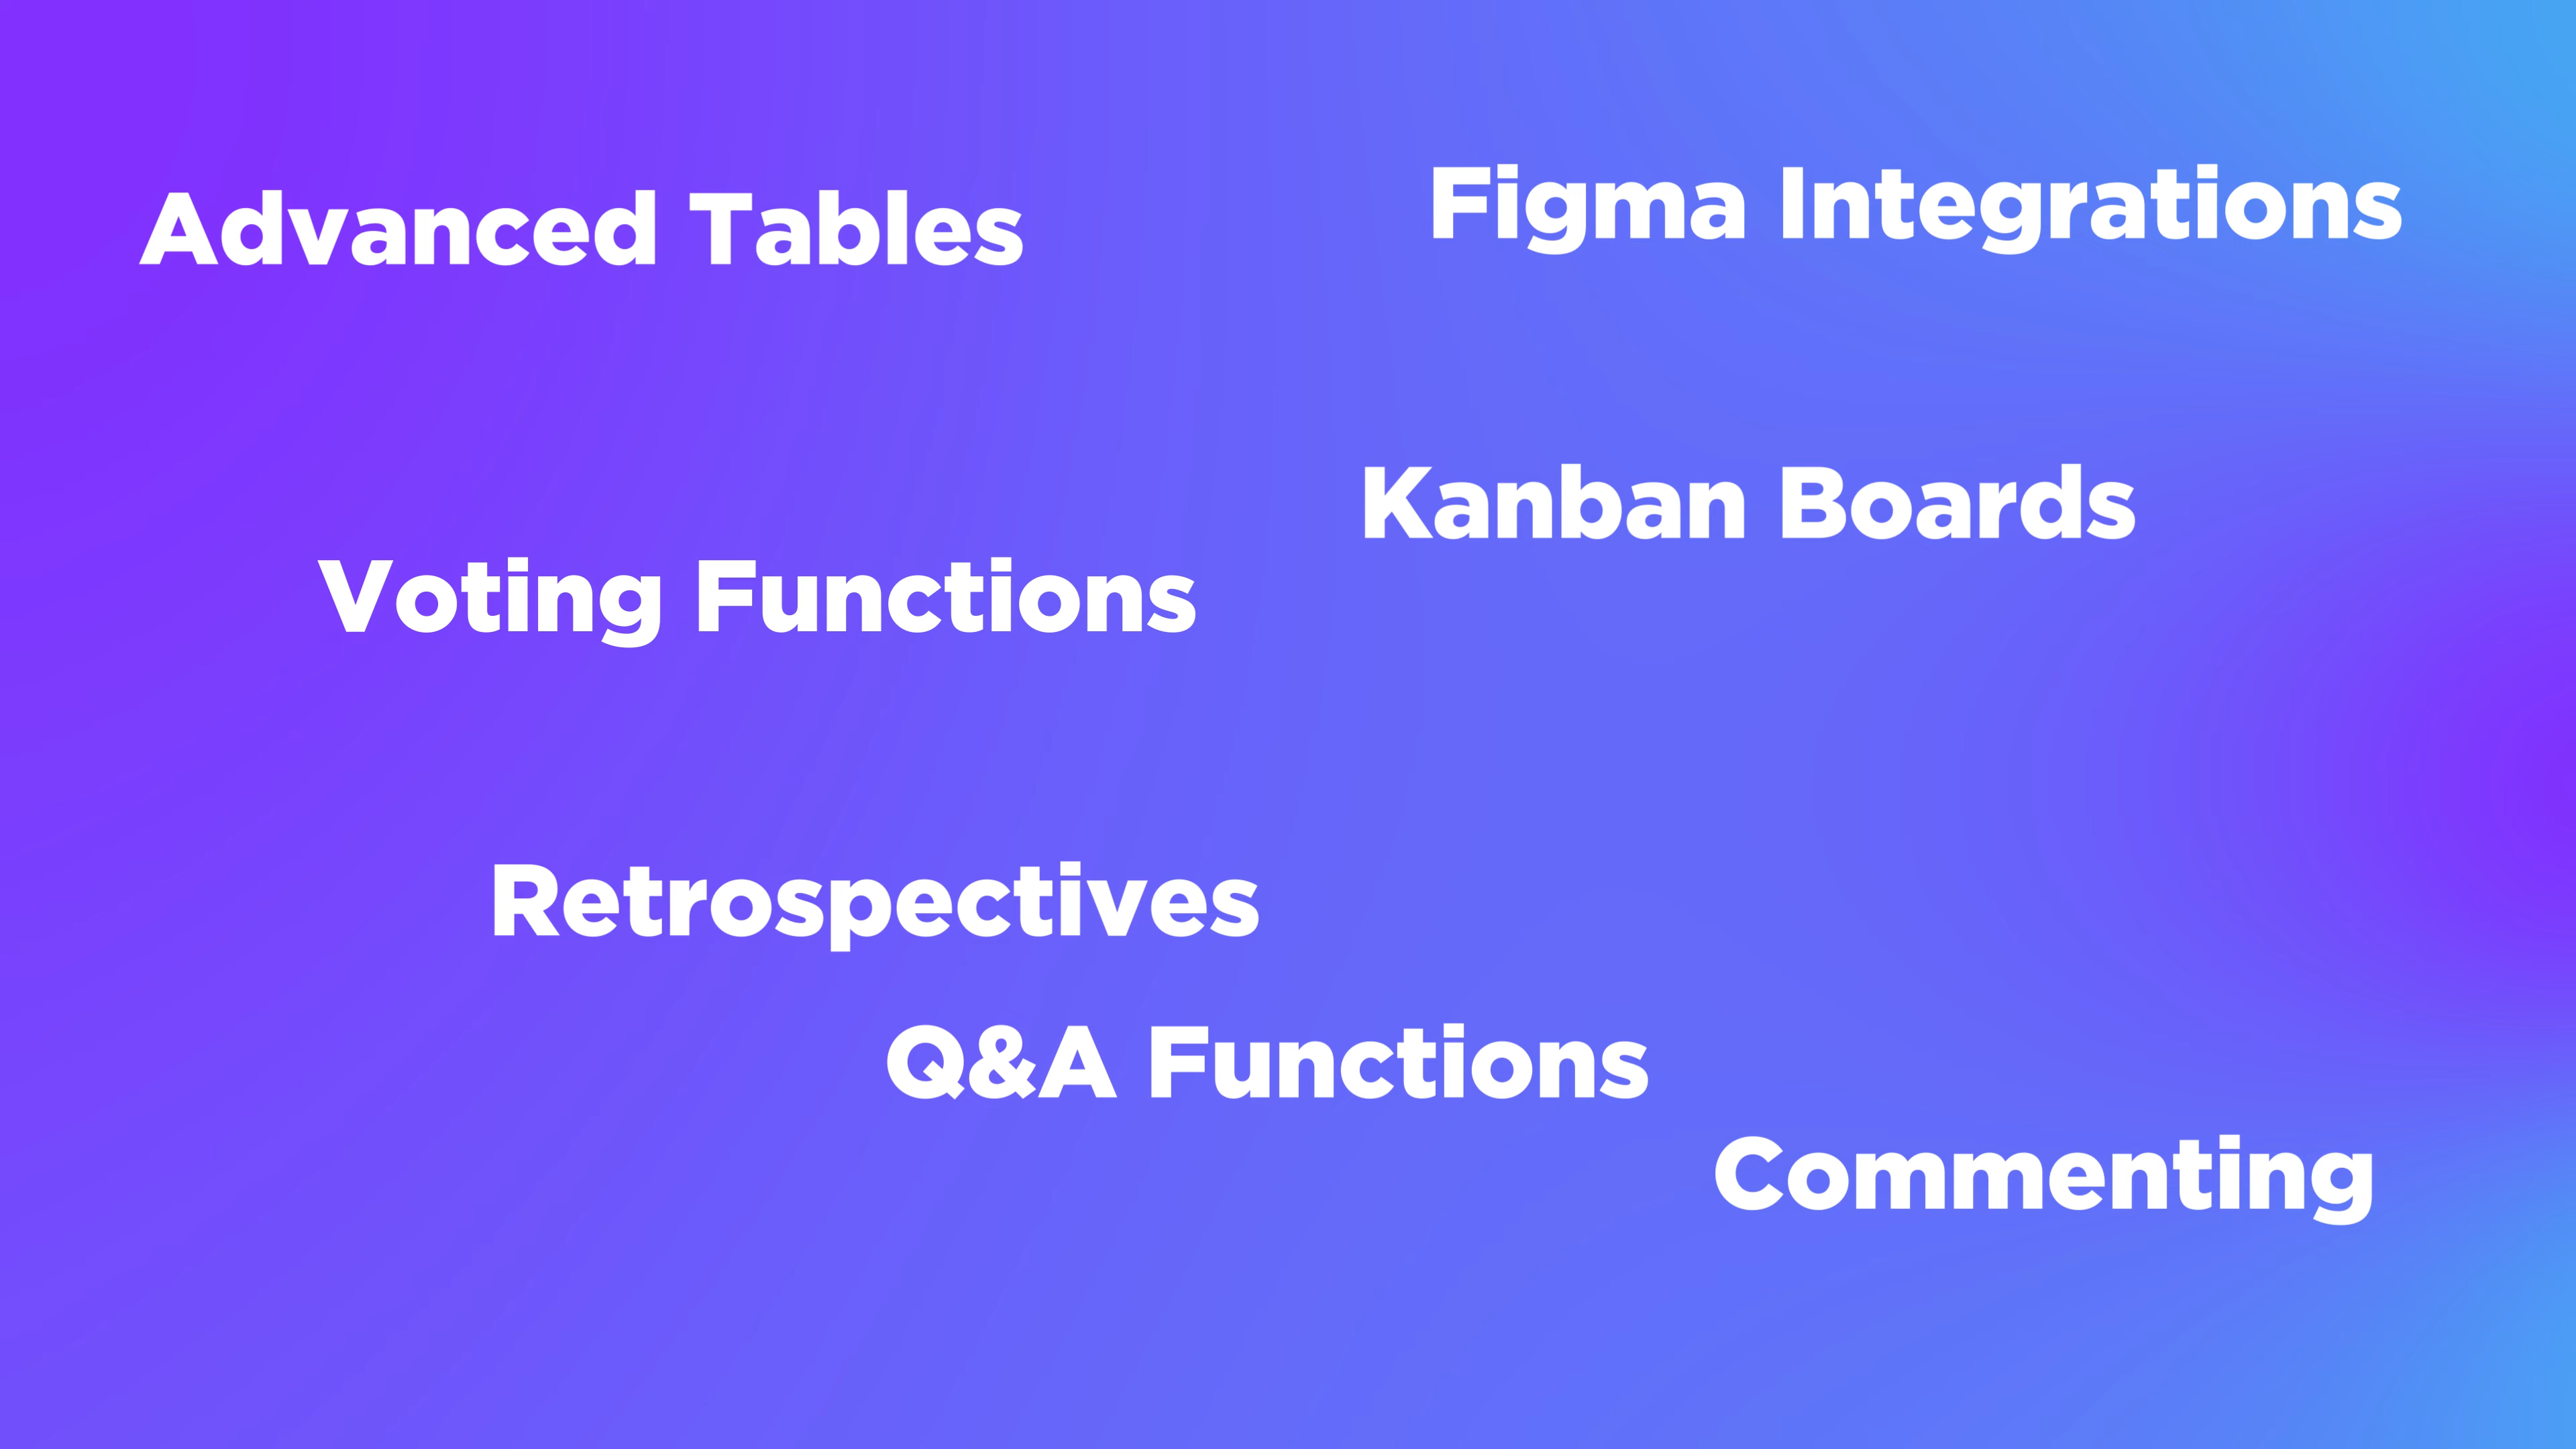 Advanced Tables
Figma Integrations
Kanban Boards
Voting Functions
Retrospectives
Q&A Functions
Commenting